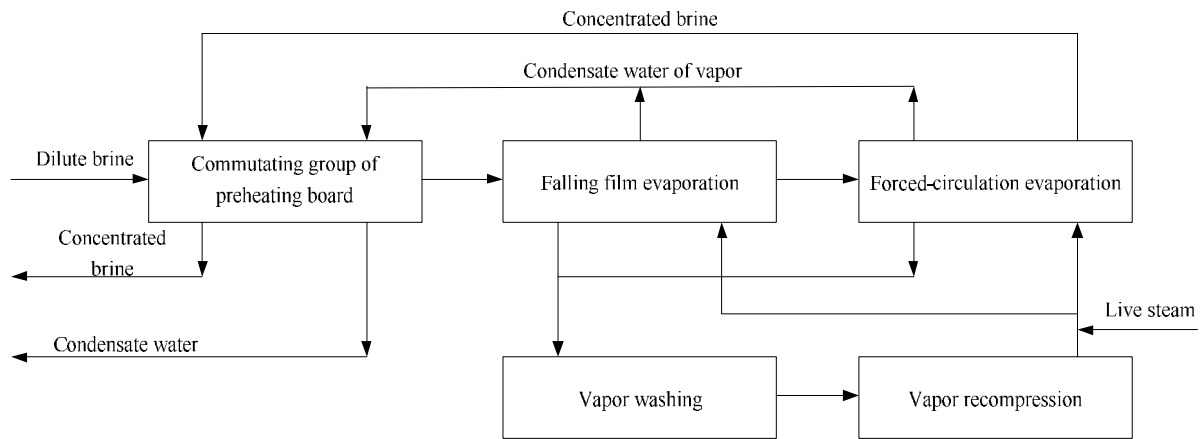 Concentrated brine
Condensate water of vapor
Dilute brine
Commutating group of
preheating board
Falling film evaporation
Forced-circulation evaporation
Concentrated
brine
Live steam
Condensate water
Vapor washing
Vapor recompression